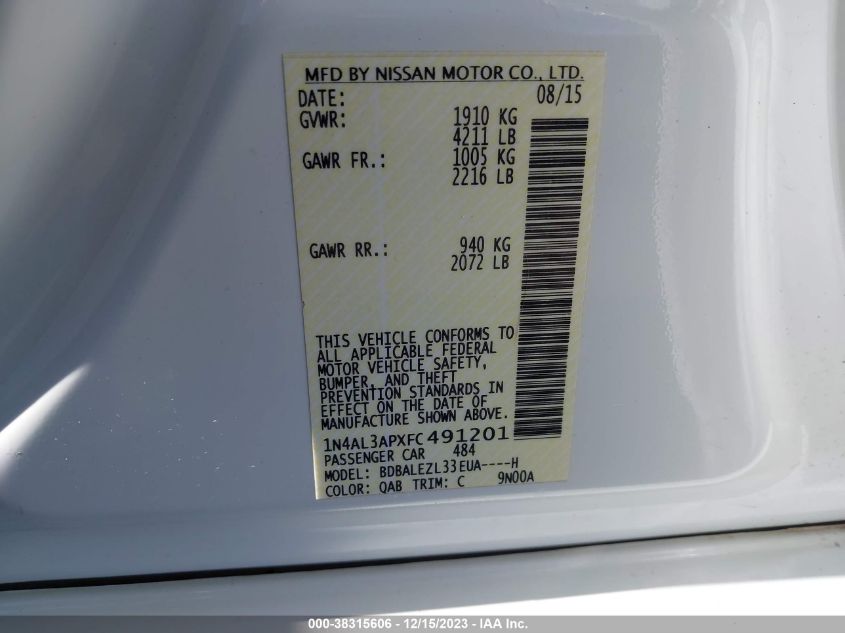 MFD BY NISSAN MOTOR CO., LTD.
DATE: 08/15
GVWR: 1910 KG
4211 LB
GAWR FR.: 1005 KG
2216 LB
GAWR RR.: 940 KG
2072 LB
THIS VEHICLE CONFORMS TO
ALL APPLICABLE FEDERAL
MOTOR VEHICLE SAFETY,
BUMPER, AND THEFT
PREVENTION STANDARDS IN
EFFECT ON THE DATE OF
MANUFACTURE SHOWN ABOVE.
1N4AL3APXFC491201
PASSENGER CAR 484
MODEL: BDBALEZL33EUA----H
COLOR: QAB TRIM: C 9N00A
000-38315606 - 12/15/2023 - IAAI.com